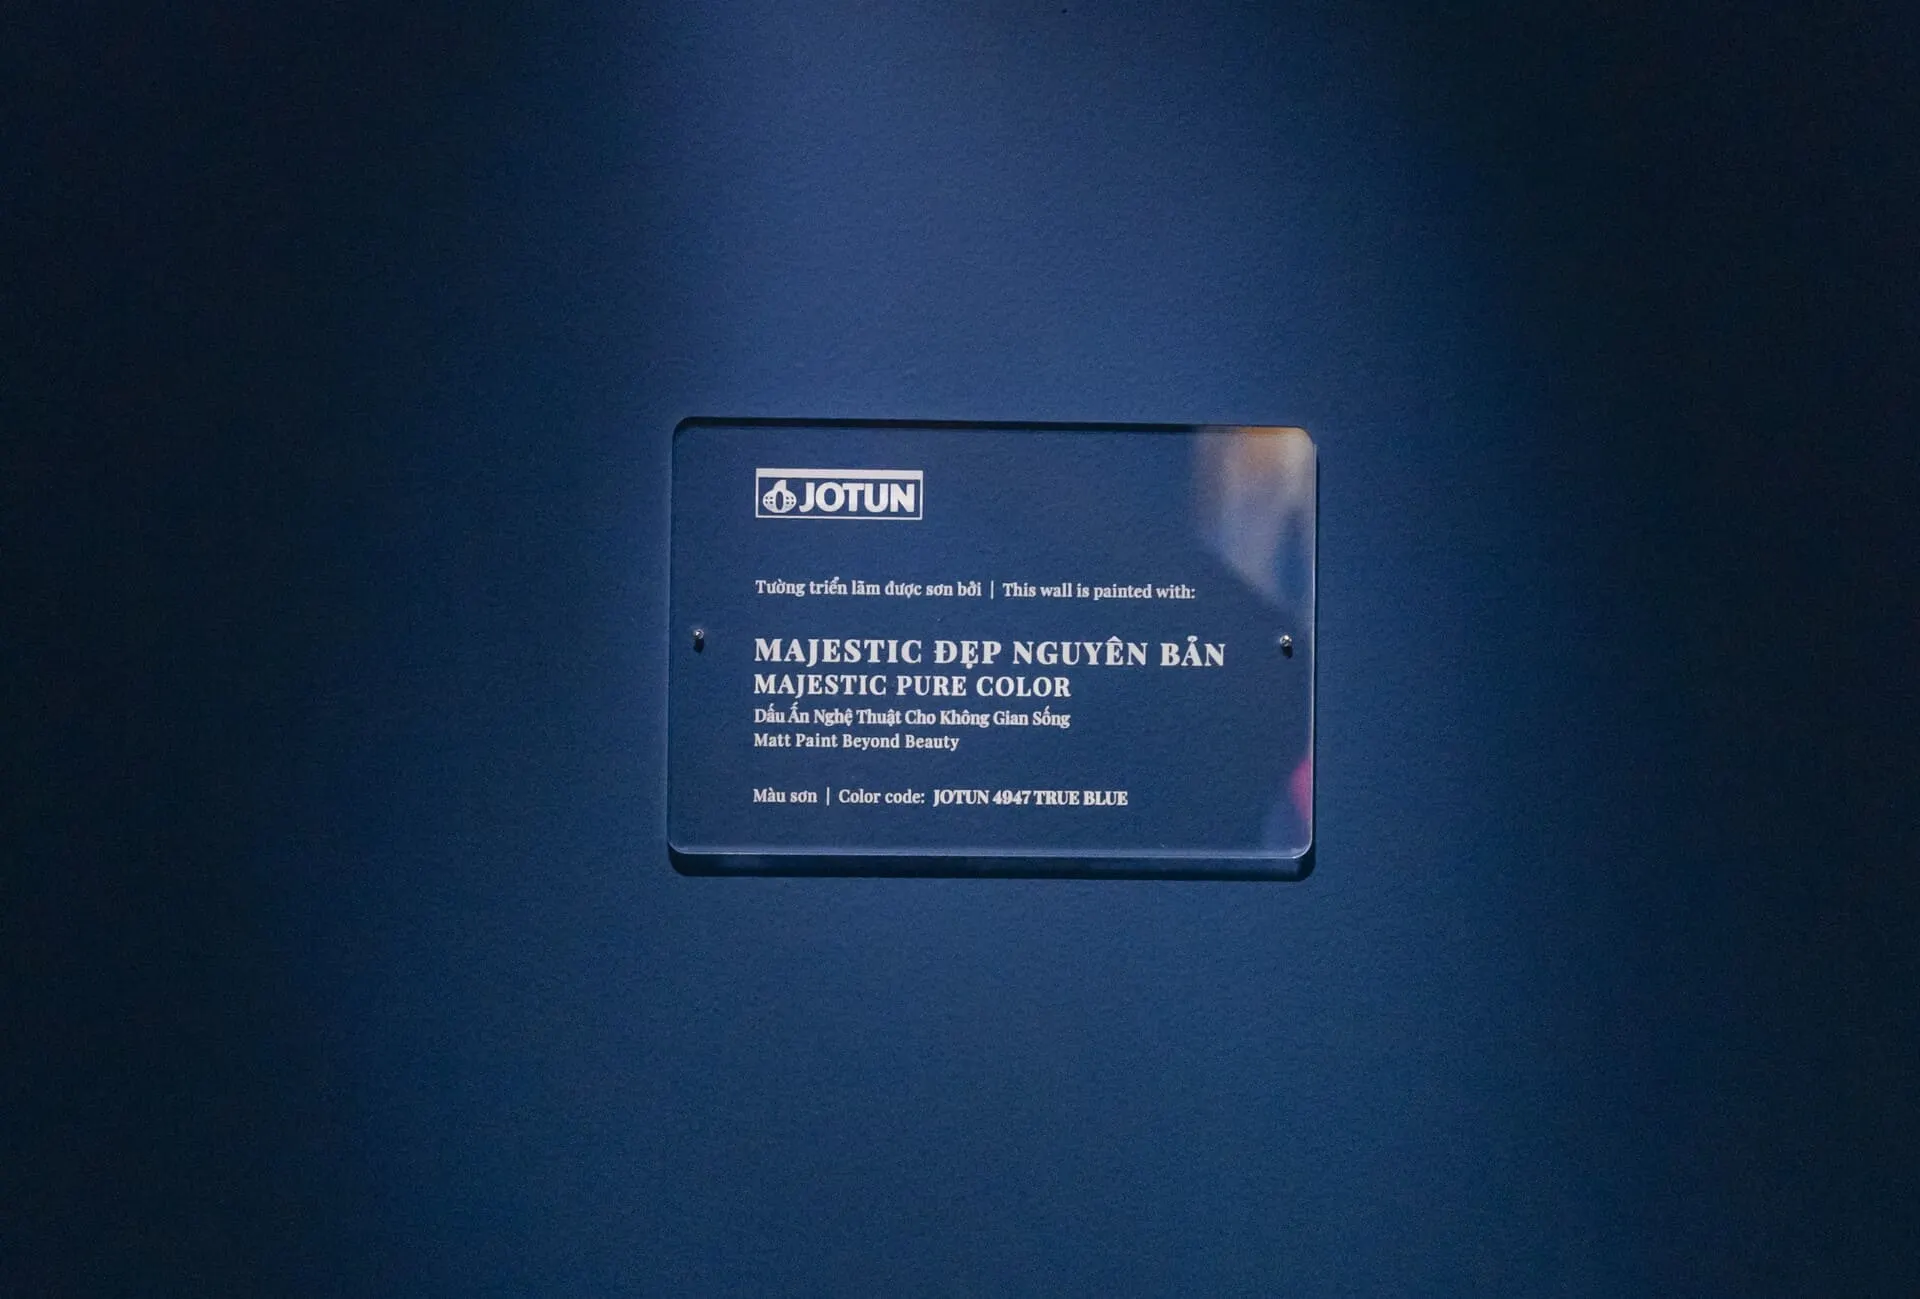 JOTUN
Tường triển lãm được sơn bởi | This wall is painted with:
MAJESTIC ĐẸP NGUYÊN BẢN
MAJESTIC PURE COLOR
Dấu Ấn Nghệ Thuật Cho Không Gian Sống
Matt Paint Beyond Beauty
Màu sơn | Color code: JOTUN 4947 TRUE BLUE